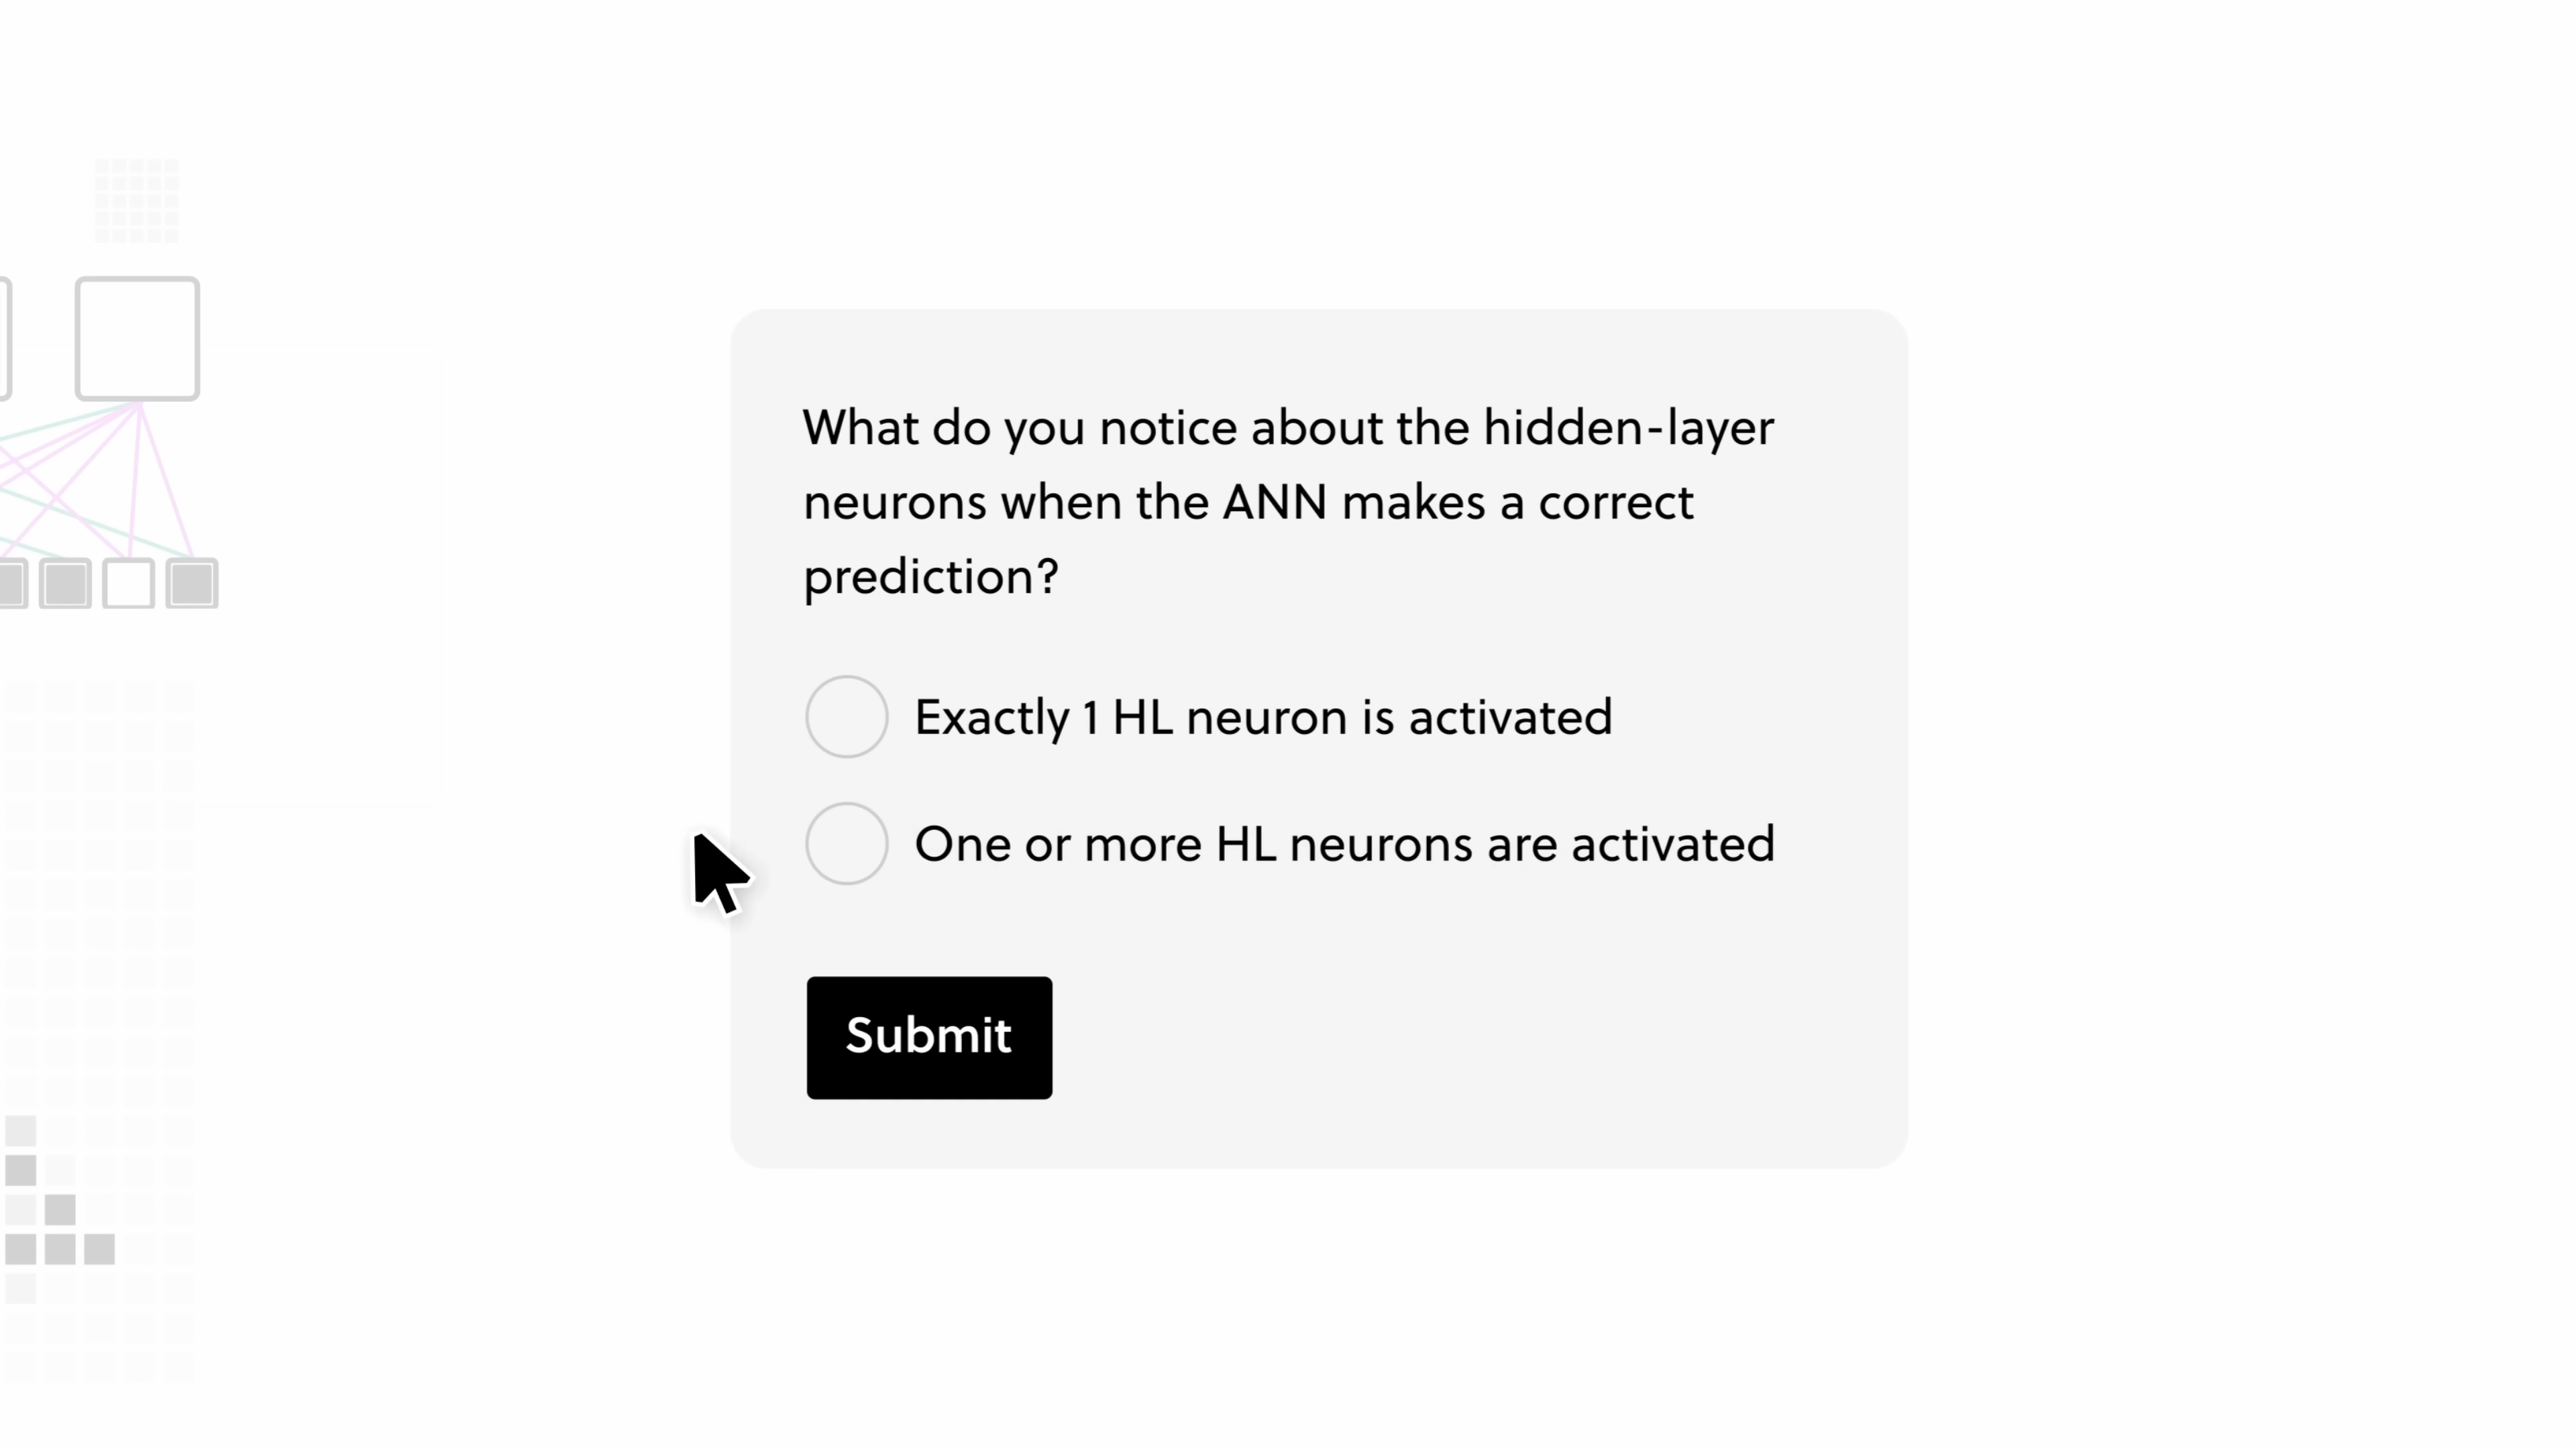 What do you notice about the hidden-layer
neurons when the ANN makes a correct
prediction?
Exactly 1 HL neuron is activated
One or more HL neurons are activated
Submit